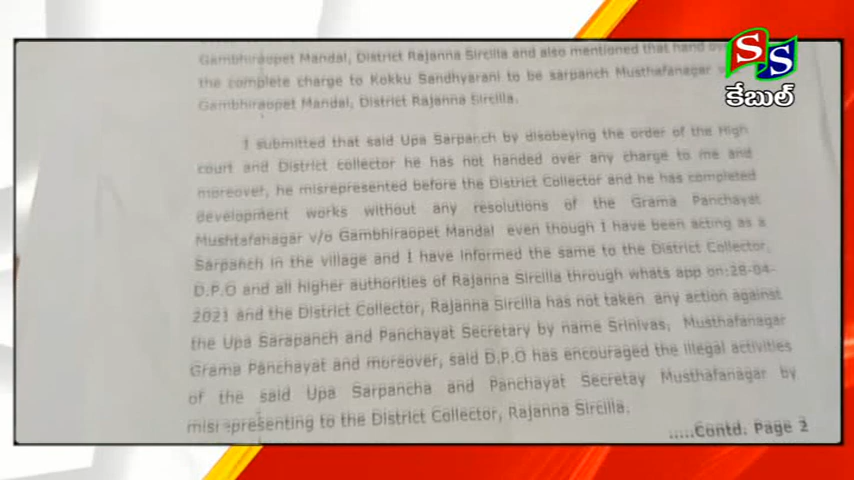 Gambhiraopet Mandal, District Rajanna Sircilla and also mentioned that hand
the complete charge to Kokku Sandhyarani to be sarpanch Musthafanagar
Gambhiraopet Mandal, District Rajanna Sircilla.
I submitted that said Upa Sarpanch by disobeying the order of the High
court and District collector he has not handed over any charge to me and
moreover, he misrepresented before the District Collector and he has completed
development works without any resolutions of the Grama Panchayat
Mushtafanagar v/o Gambhiraopet Mandal even though I have been acting as a
Sarpanch in the village and I have informed the same to the District Collector,
D.P.O and all higher authorities of Rajanna Sircilla through whats app on:28-04-
2021 and the District Collector, Rajanna Sircilla has not taken any action against
the Upa Sarapanch and Panchayat Secretary by name Srinivas, Musthafanagar
Grama Panchayat and moreover, said D.P.O has encouraged the illegal activities
of the said Upa Sarpancha and Panchayat Secretay Musthafanagar by
misrepresenting to the District Collector, Rajanna Sircilla.
.....Contd. Page 2
S S
కేబుల్